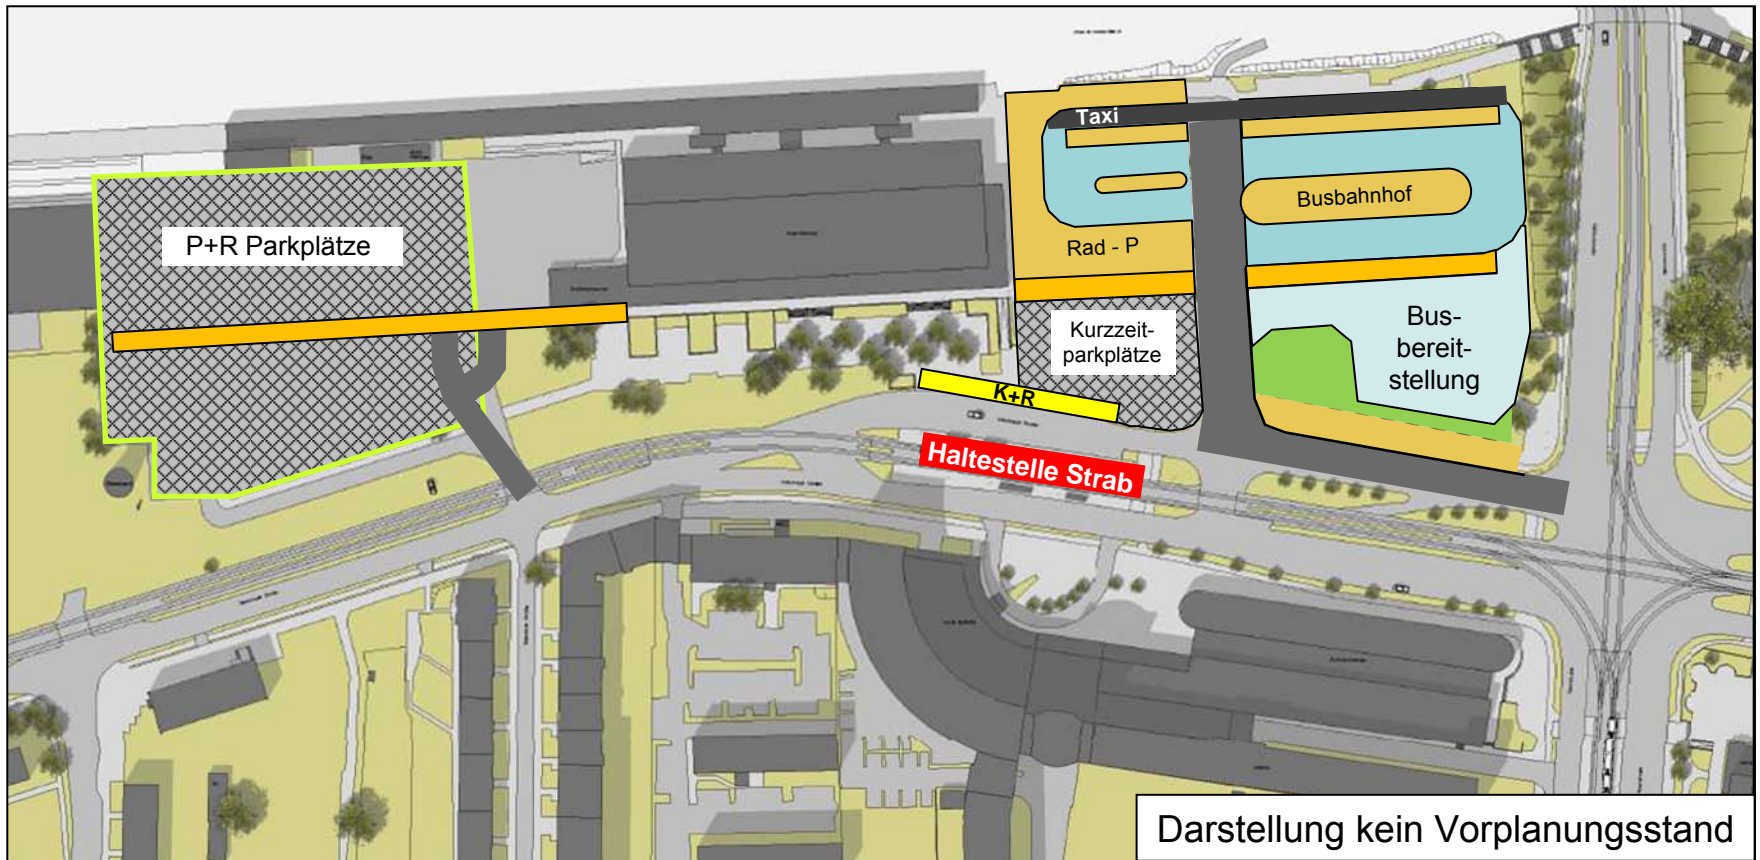 Taxi
Busbahnhof
P+R Parkplätze
Rad - P
Kurzzeit-
parkplätze
Bus-
bereit-
stellung
K+R
Haltestelle Strab
Darstellung kein Vorplanungsstand